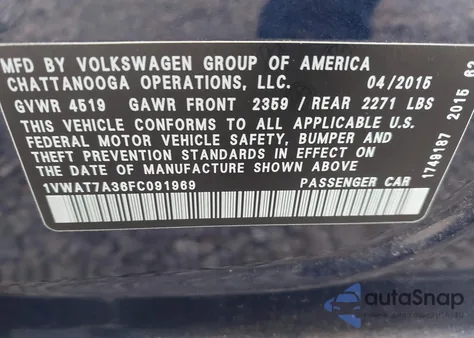 MFD BY VOLKSWAGEN GROUP OF AMERICA
CHATTANOOGA OPERATIONS, LLC. 04/2015
GVWR 4519 GAWR FRONT 2359 / REAR 2271 LBS
THIS VEHICLE CONFORMS TO ALL
APPLICABLE U.S.
FEDERAL MOTOR VEHICLE SAFETY, BUMPER AND
THEFT PREVENTION STANDARDS IN EFFECT ON
THE DATE OF MANUFACTURE SHOWN ABOVE
1VWAT7A36FC091969 PASSENGER CAR
1749187 2015 62
autoSnap